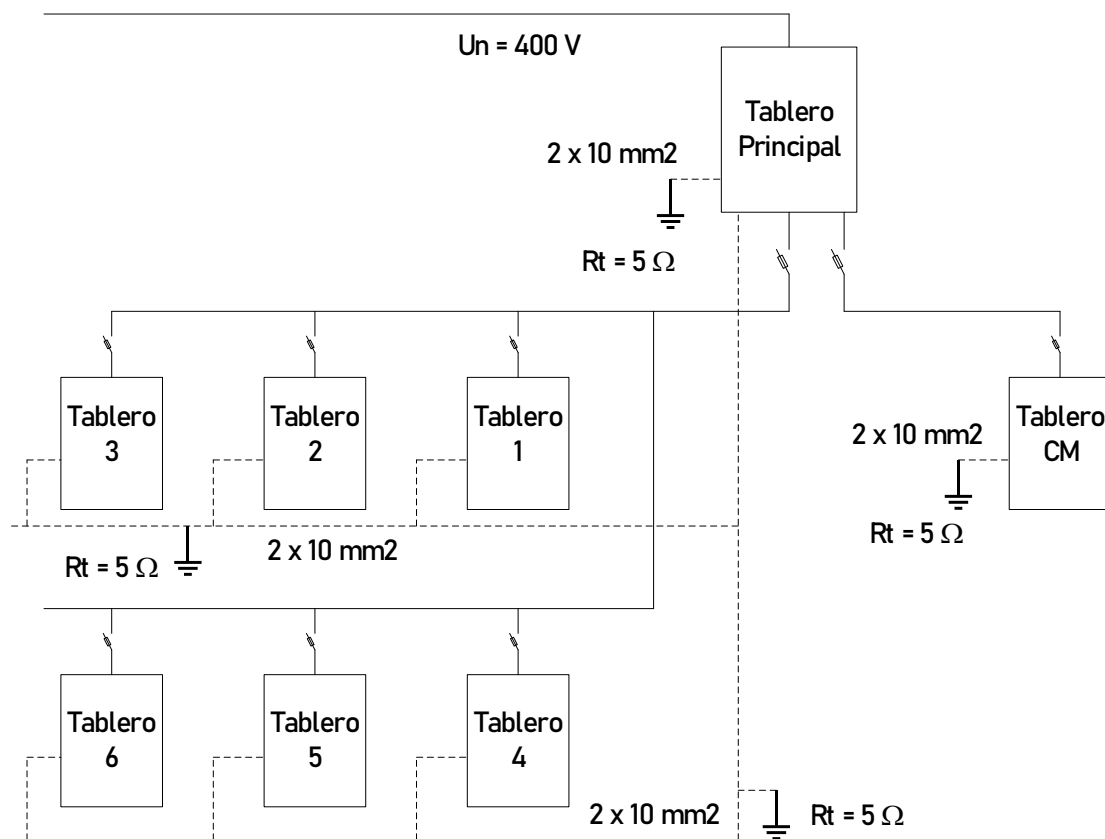 Un = 400 V
Tablero
Principal
2 x 10 mm2
Rt = 5 Ω
Tablero
3
Tablero
2
Tablero
1
Tablero
CM
2 x 10 mm2
Rt = 5 Ω
2 x 10 mm2
Rt = 5 Ω
Tablero
6
Tablero
5
Tablero
4
2 x 10 mm2
Rt = 5 Ω